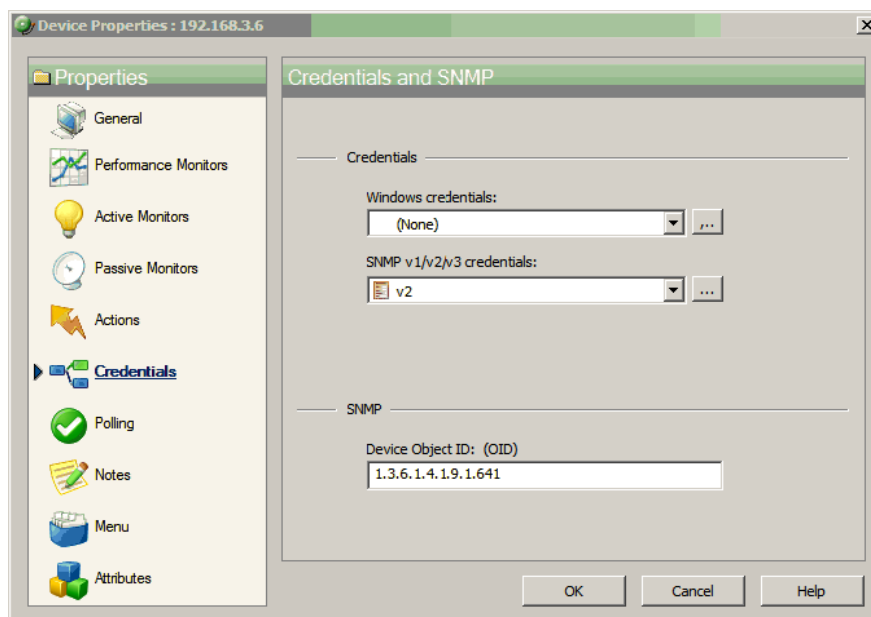 Device Properties : 192.168.3.6
Properties
General
Performance Monitors
Active Monitors
Passive Monitors
Actions
Credentials
Polling
Notes
Menu
Attributes
Credentials and SNMP
Credentials
Windows credentials:
(None)
...
SNMP v1/v2/v3 credentials:
v2
...
SNMP
Device Object ID: (OID)
1.3.6.1.4.1.9.1.641
OK
Cancel
Help